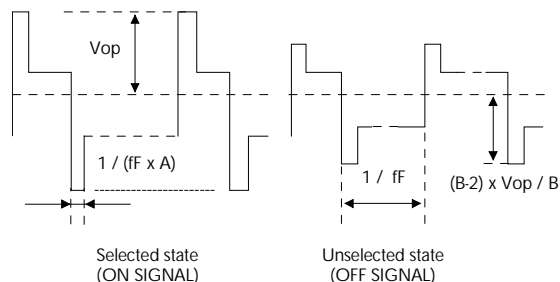 Vop
1 / (fF x A)
1 / fF
(B-2) x Vop / B
Selected state
(ON SIGNAL)
Unselected state
(OFF SIGNAL)